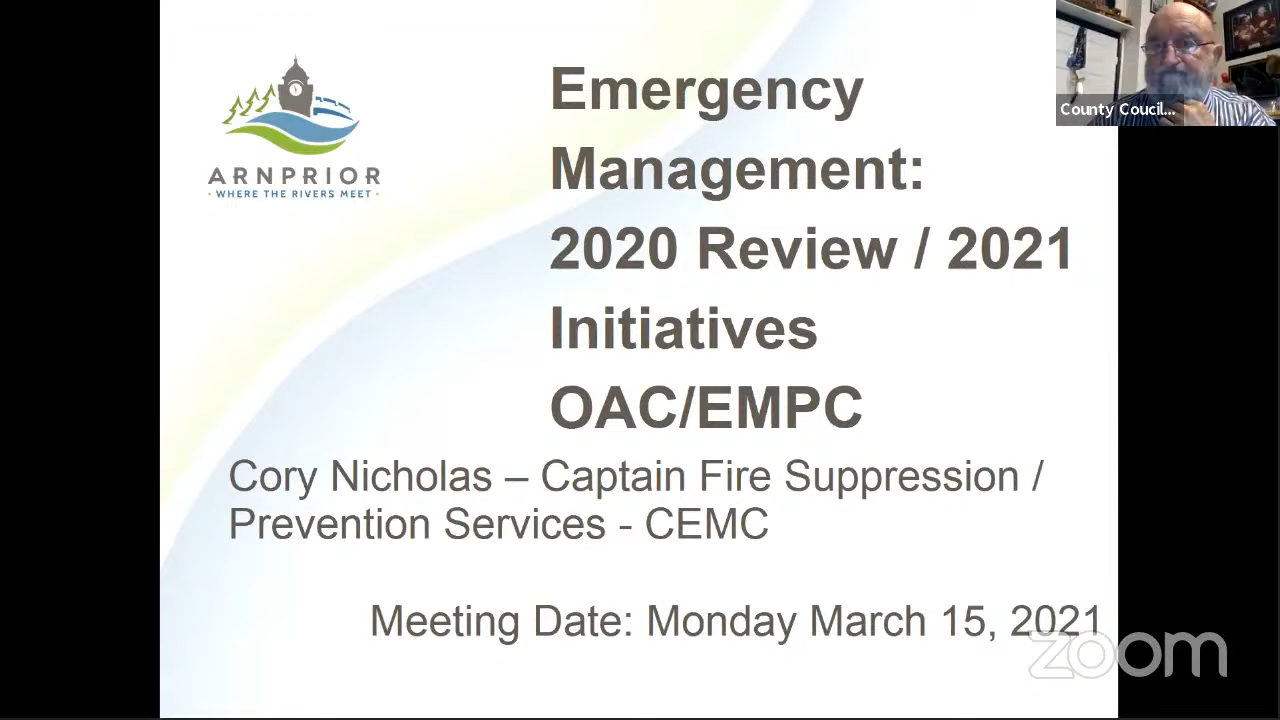 ARNPRIOR
· WHERE THE RIVERS MEET ·
Emergency
Management:
2020 Review / 2021
Initiatives
OAC/EMPC
Cory Nicholas – Captain Fire Suppression /
Prevention Services - CEMC
Meeting Date: Monday March 15, 2021
County Coucil...
zoom